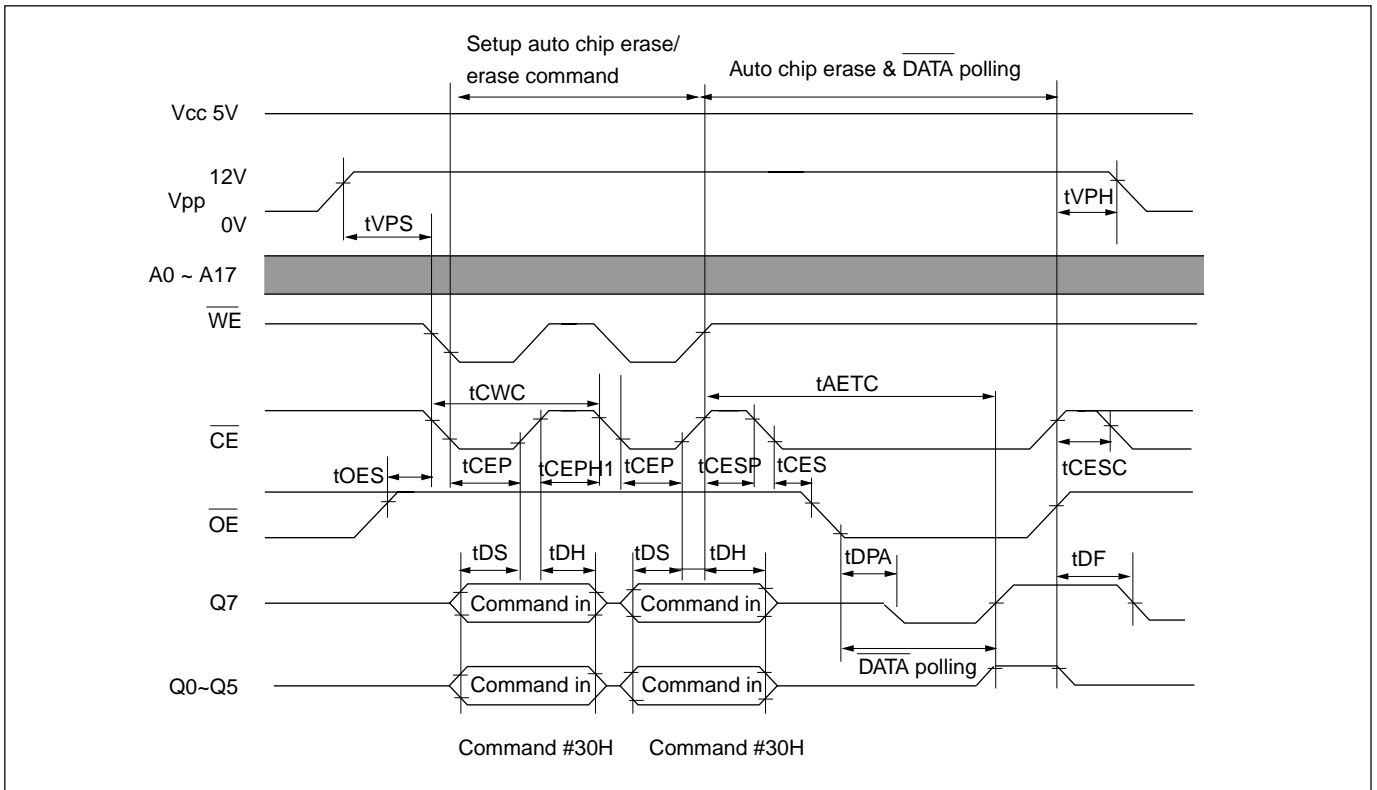 Setup auto chip erase/
erase command
Auto chip erase & DATA polling
Vcc 5V
12V
Vpp
0V
tVPS
tVPH
A0 ~ A17
WE
tCWC
tAETC
CE
tCEP
tCEPH1
tCEP
tCESP
tCES
tCESC
tOES
OE
tDS
tDH
tDS
tDH
tDPA
tDF
Q7
Command in
Command in
DATA polling
Q0~Q5
Command in
Command in
Command #30H
Command #30H